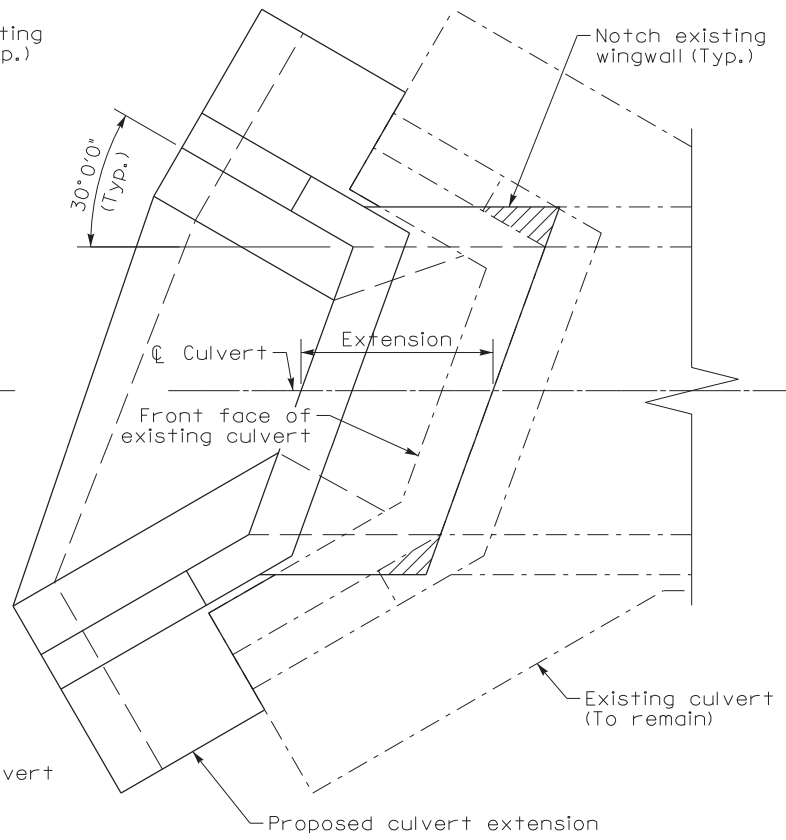 ting
p.)
Notch existing
wingwall (Typ.)
30°0'0"
(Typ.)
℄ Culvert
Extension
Front face of
existing culvert
Existing culvert
(To remain)
vert
Proposed culvert extension